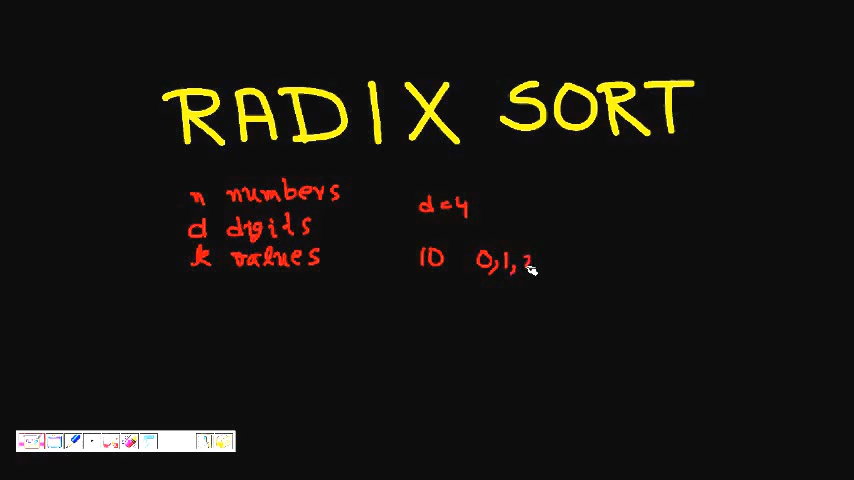 RADIX SORT
n numbers
d = 4
d digits
k values
10 0,1,2